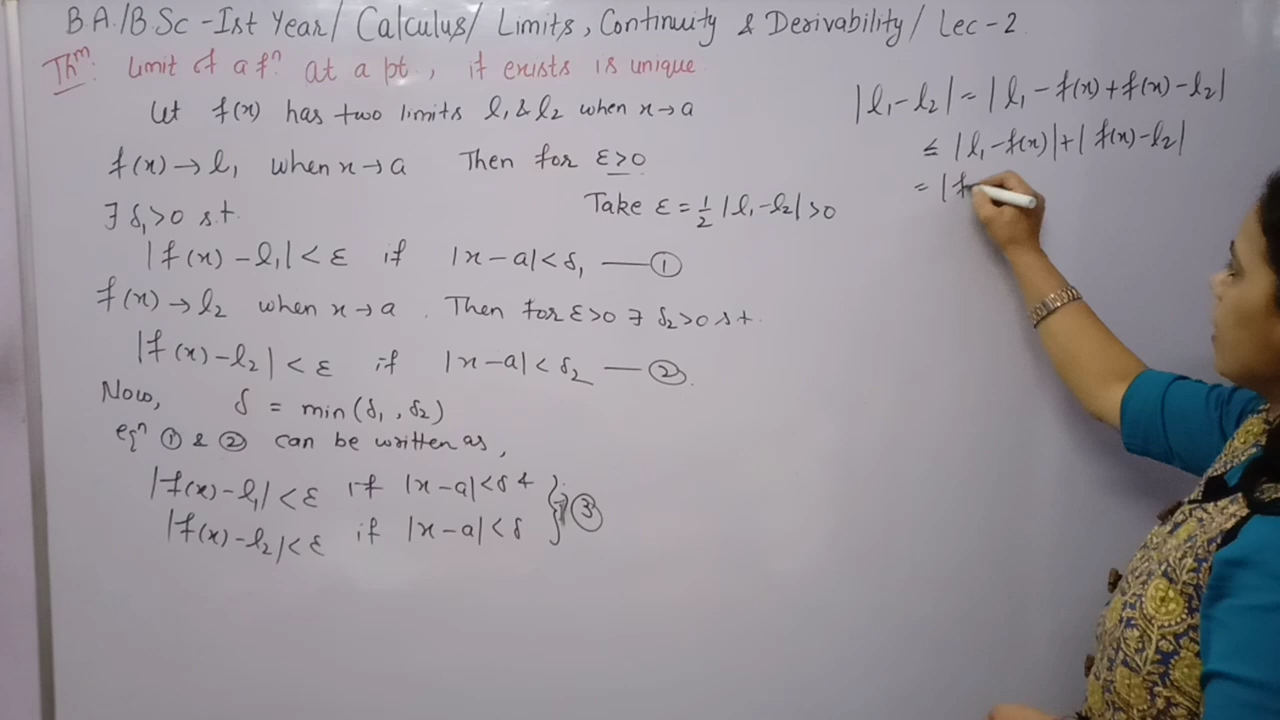 B.A./B.Sc - Ist Year/ Calculus/ Limits, Continuity & Derivability/ Lec-2
Thm: Limit of a fn. at a pt., if exists is unique
Let f(x) has two limits l₁ & l₂ when x→a
f(x)→l₁ when x→a Then for ε>0
∃ δ₁>0 s.t.
Take ε = 1/2 |l₁-l₂| >0
|f(x)-l₁| < ε if |x-a|<δ₁ —①
f(x)→l₂ when x→a. Then for ε>0 ∃ δ₂>0 s.t.
|f(x)-l₂| < ε if |x-a|<δ₂ —②
Now, δ = min(δ₁, δ₂)
eqn ① & ② can be written as,
|f(x)-l₁| < ε if |x-a|<δ &
|f(x)-l₂| < ε if |x-a|<δ } ③
|l₁-l₂| = |l₁-f(x)+f(x)-l₂|
≤ |l₁-f(x)|+|f(x)-l₂|
= |f